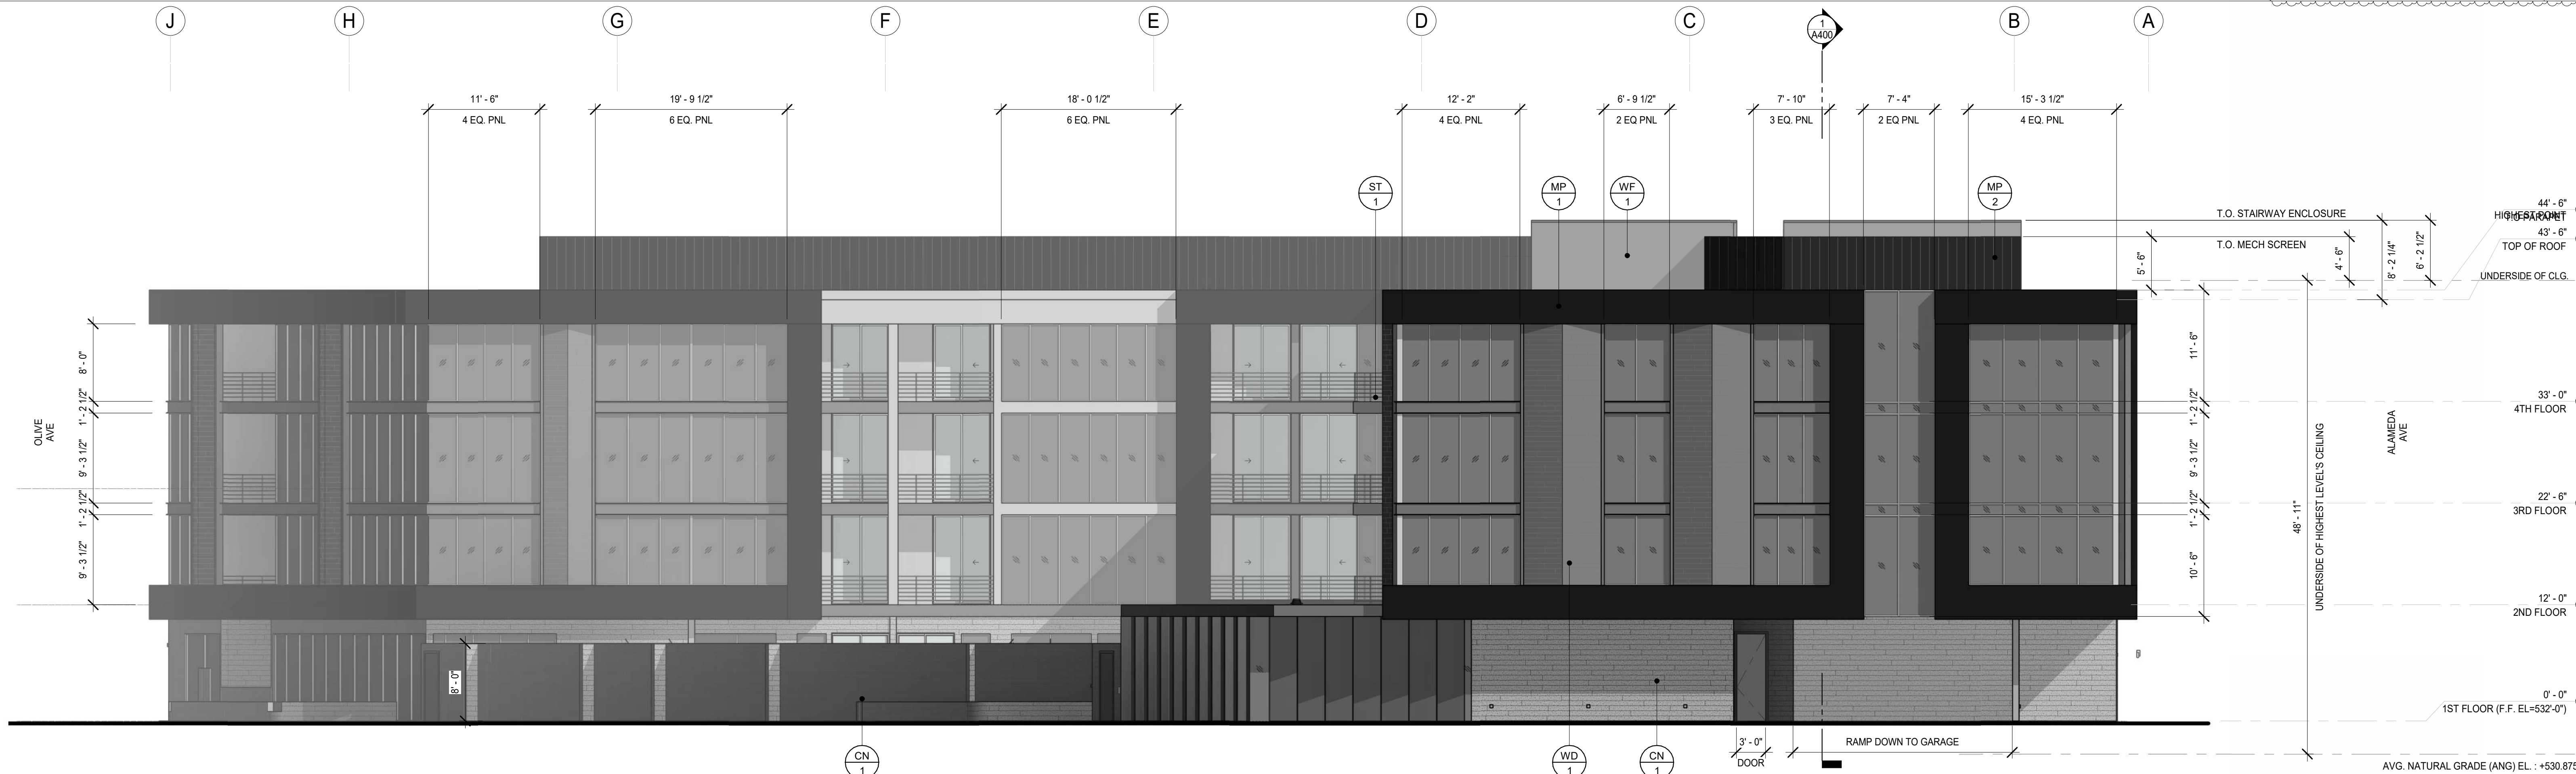 J
H
G
F
E
D
C
B
A
1
A400
11' - 6"
4 EQ. PNL
19' - 9 1/2"
6 EQ. PNL
18' - 0 1/2"
6 EQ. PNL
12' - 2"
4 EQ. PNL
6' - 9 1/2"
2 EQ PNL
7' - 10"
3 EQ. PNL
7' - 4"
2 EQ PNL
15' - 3 1/2"
4 EQ. PNL
ST
1
MP
1
WF
1
MP
2
T.O. STAIRWAY ENCLOSURE
T.O. MECH SCREEN
5' - 6"
4' - 6"
8' - 2 1/4"
6' - 2 1/2"
44' - 6"
HIGHEST POINT
T.O PARAPET
43' - 6"
TOP OF ROOF
UNDERSIDE OF CLG.
OLIVE
AVE
8' - 0"
1' - 2 1/2"
9' - 3 1/2"
1' - 2 1/2"
9' - 3 1/2"
8' - 0"
11' - 6"
1' - 2 1/2"
9' - 3 1/2"
1' - 2 1/2"
10' - 6"
48' - 11"
UNDERSIDE OF HIGHEST LEVEL'S CEILING
ALAMEDA
AVE
33' - 0"
4TH FLOOR
22' - 6"
3RD FLOOR
12' - 0"
2ND FLOOR
0' - 0"
1ST FLOOR (F.F. EL=532'-0")
CN
1
WD
1
CN
1
3' - 0"
DOOR
RAMP DOWN TO GARAGE
AVG. NATURAL GRADE (ANG) EL. : +530.875